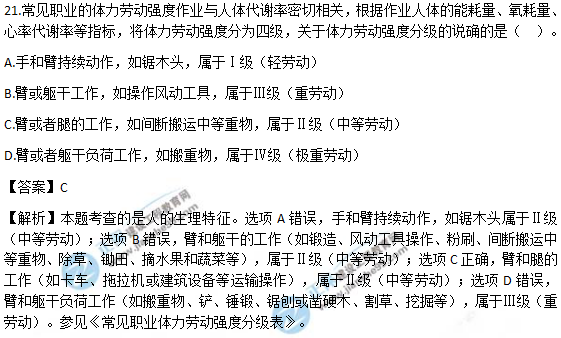 21.常见职业的体力劳动强度作业与人体代谢率密切相关，根据作业人体的能耗量、氧耗量、
心率代谢率等指标，将体力劳动强度分为四级，关于体力劳动强度分级的说确的是（ ）。
A.手和臂持续动作，如锯木头，属于Ⅰ级（轻劳动）
B.臂或躯干工作，如操作风动工具，属于Ⅲ级（重劳动）
C.臂或者腿的工作，如间断搬运中等重物，属于Ⅱ级（中等劳动）
D.臂或者躯干负荷工作，如搬重物，属于Ⅳ级（极重劳动）
【答案】C
【解析】本题考查的是人的生理特征。选项 A 错误，手和臂持续动作，如锯木头属于Ⅱ级
（中等劳动）；选项 B 错误，臂和躯干的工作（如锻造、风动工具操作、粉刷、间断搬运中
等重物、除草、锄田、摘水果和蔬菜等），属于Ⅱ级（中等劳动）；选项 C 正确，臂和腿的
工作（如卡车、拖拉机或建筑设备等运输操作），属于Ⅱ级（中等劳动）；选项 D 错误，
臂和躯干负荷工作（如搬重物、铲、锤锻、锯刨或凿硬木、割草、挖掘等），属于Ⅲ级（重
劳动）。参见《常见职业体力劳动强度分级表》。